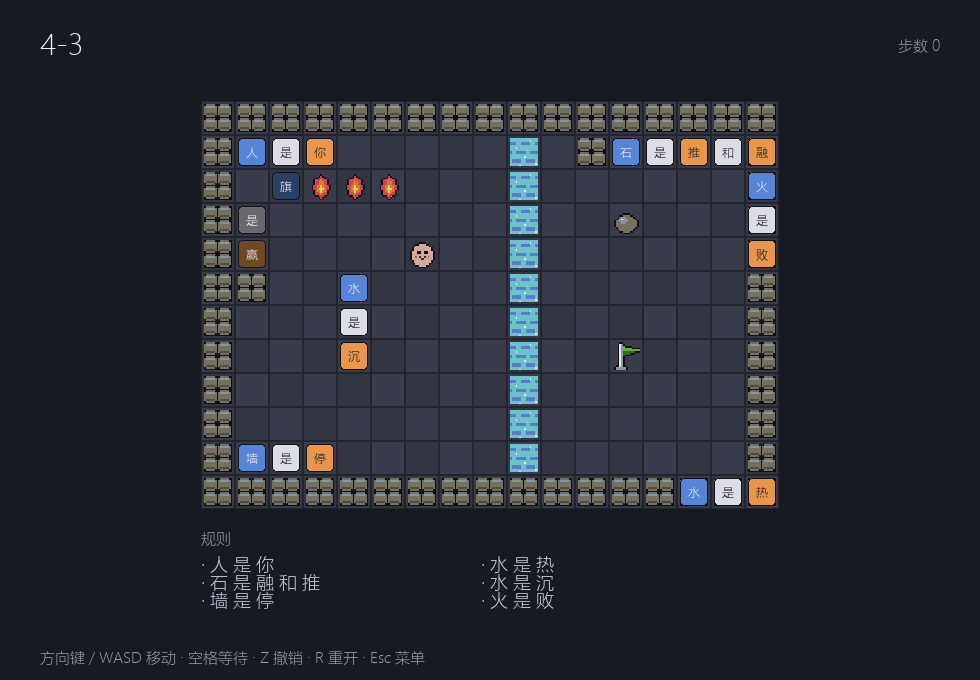 4-3
步数 0
人 是 你 石 是 推 和 融
旗 火
是 是
赢 败
水
是
沉
墙 是 停
水 是 热
规则
· 人 是 你
· 石 是 融 和 推
· 墙 是 停
· 水 是 热
· 水 是 沉
· 火 是 败
方向键 / WASD 移动 · 空格等待 · Z 撤销 · R 重开 · Esc 菜单